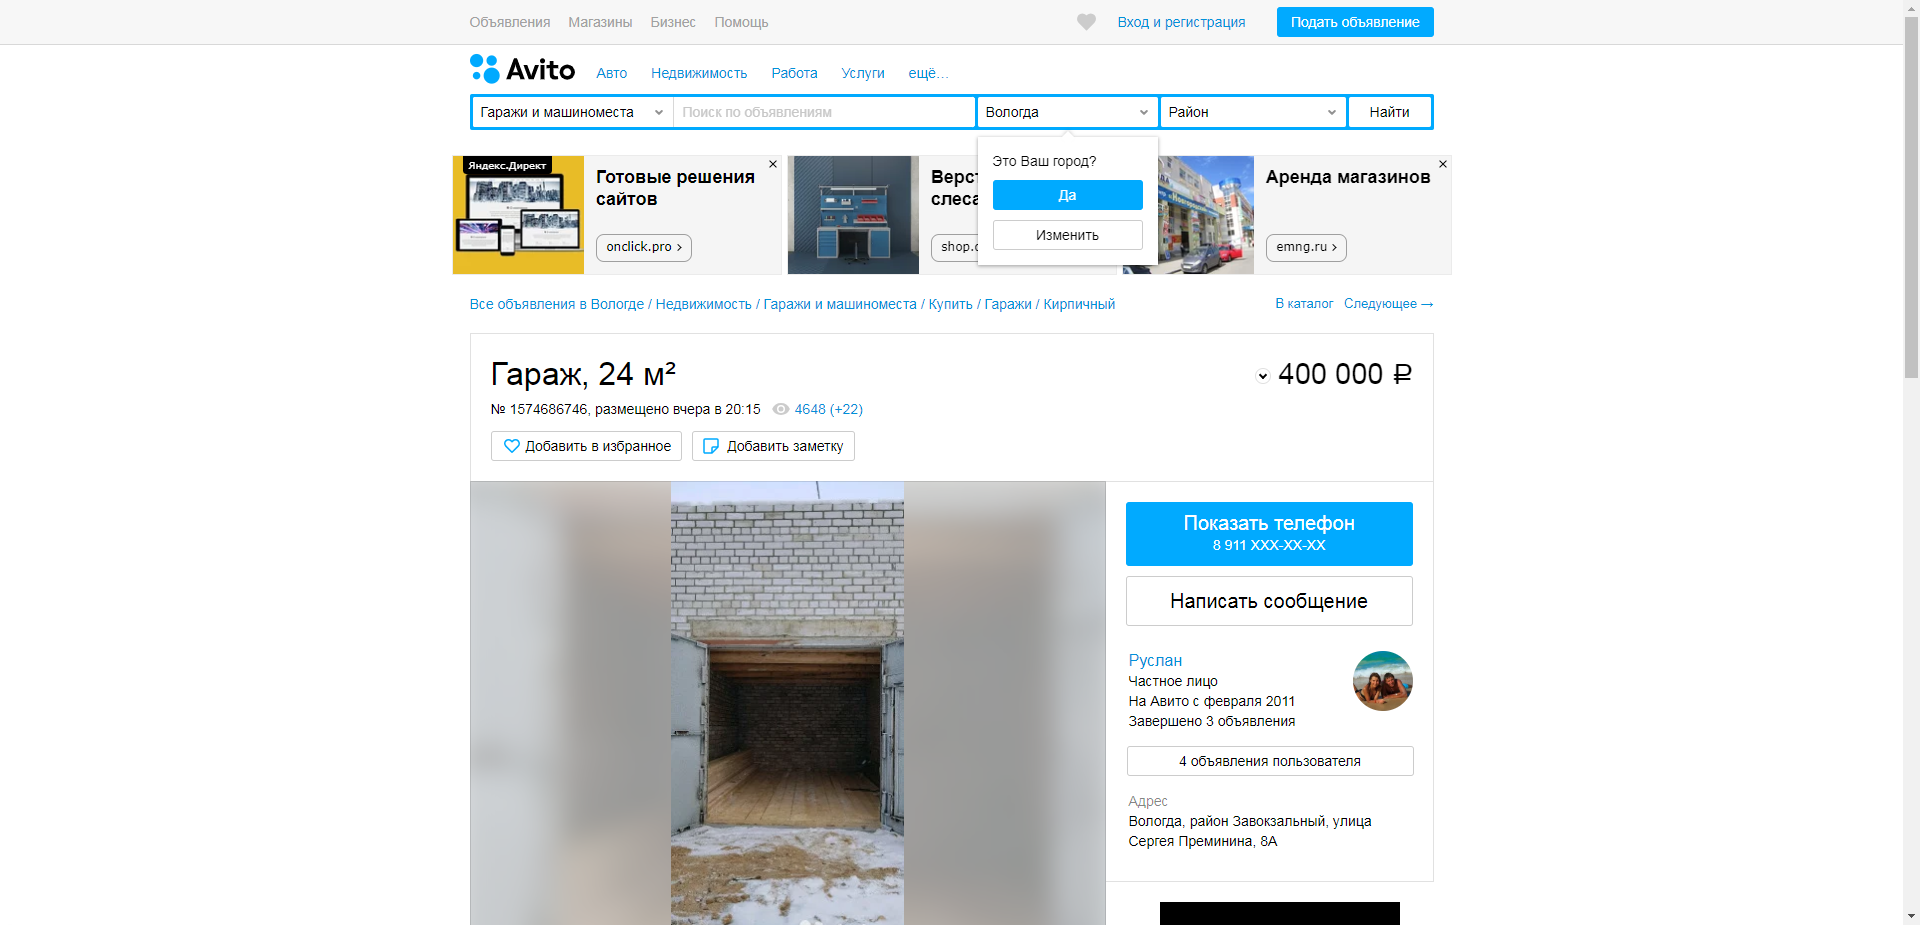 Объявления Магазины Бизнес Помощь
Вход и регистрация
Подать объявление
Avito
Авто Недвижимость Работа Услуги ещё...
Гаражи и машиноместа
Поиск по объявлениям
Вологда
Район
Найти
Это Ваш город?
Да
Изменить
Яндекс.Директ
Готовые решения
сайтов
onclick.pro
shop.
Аренда магазинов
emng.ru
Все объявления в Вологде / Недвижимость / Гаражи и машиноместа / Купить / Гаражи / Кирпичный
В каталог Следующее →
Гараж, 24 м²
400 000 ₽
№ 1574686746, размещено вчера в 20:15 4648 (+22)
Добавить в избранное
Добавить заметку
Показать телефон
8 911 XXX-XX-XX
Написать сообщение
Руслан
Частное лицо
На Авито с февраля 2011
Завершено 3 объявления
4 объявления пользователя
Адрес
Вологда, район Завокзальный, улица
Сергея Преминина, 8А